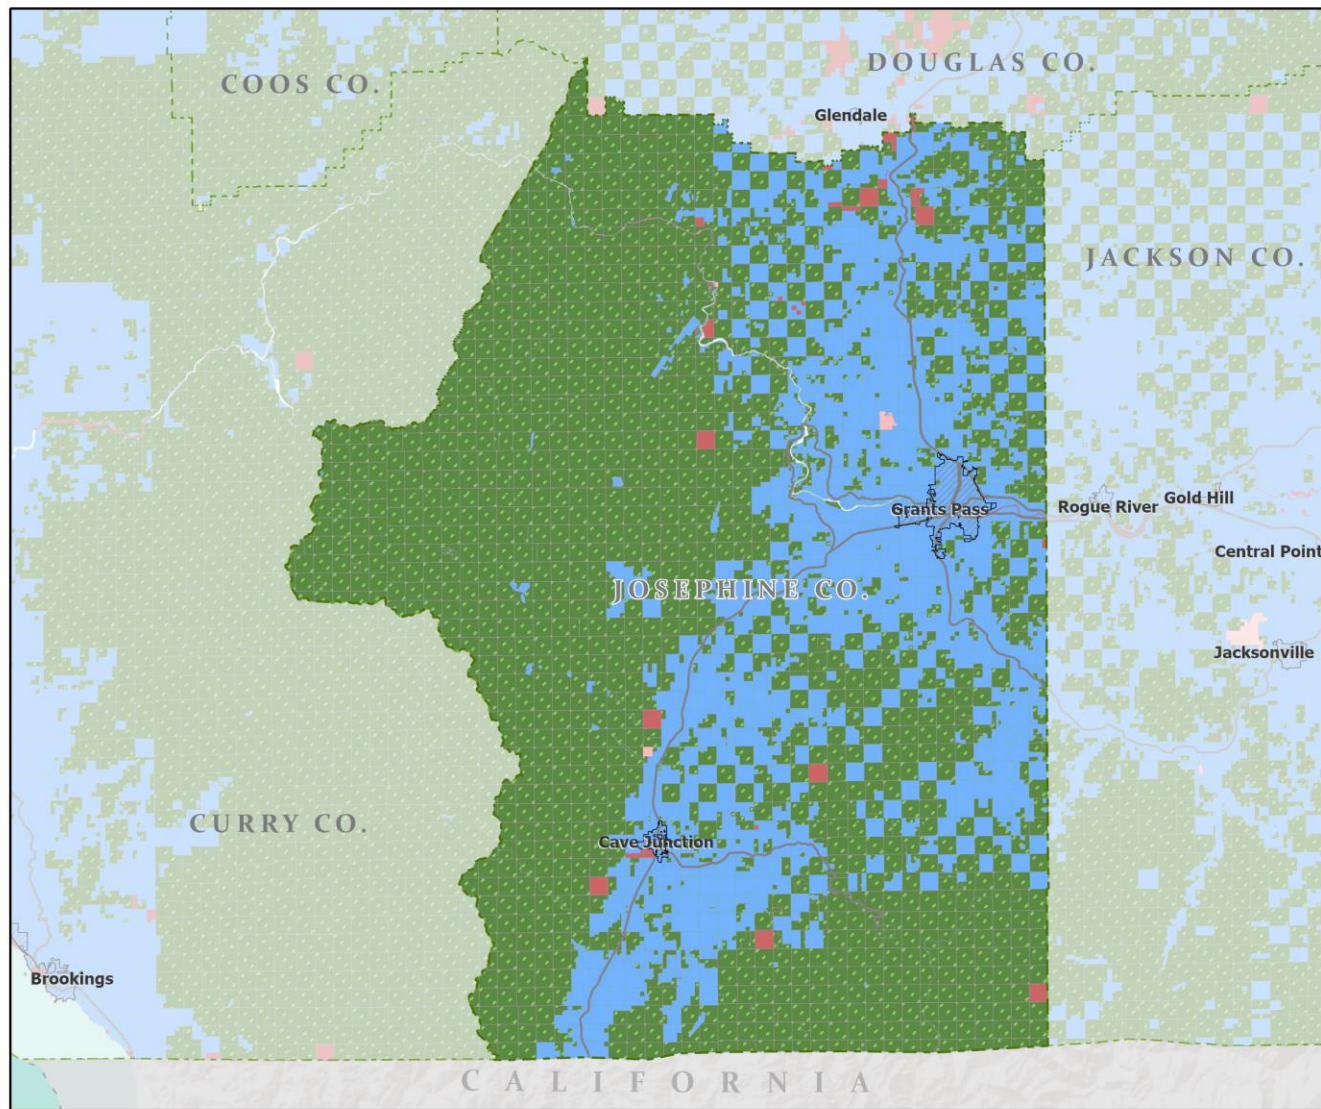 COOS CO.
DOUGLAS CO.
Glendale
JACKSON CO.
Grants Pass
Rogue River
Gold Hill
Central Point
JOSEPHINE CO.
Jacksonville
CURRY CO.
Cave Junction
Brookings
CALIFORNIA